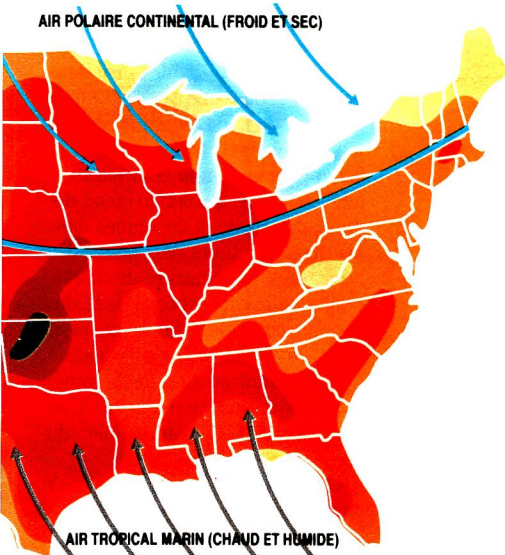 AIR POLAIRE CONTINENTAL (FROID ET SEC)
AIR TROPICAL MARIN (CHAUD ET HUMIDE)